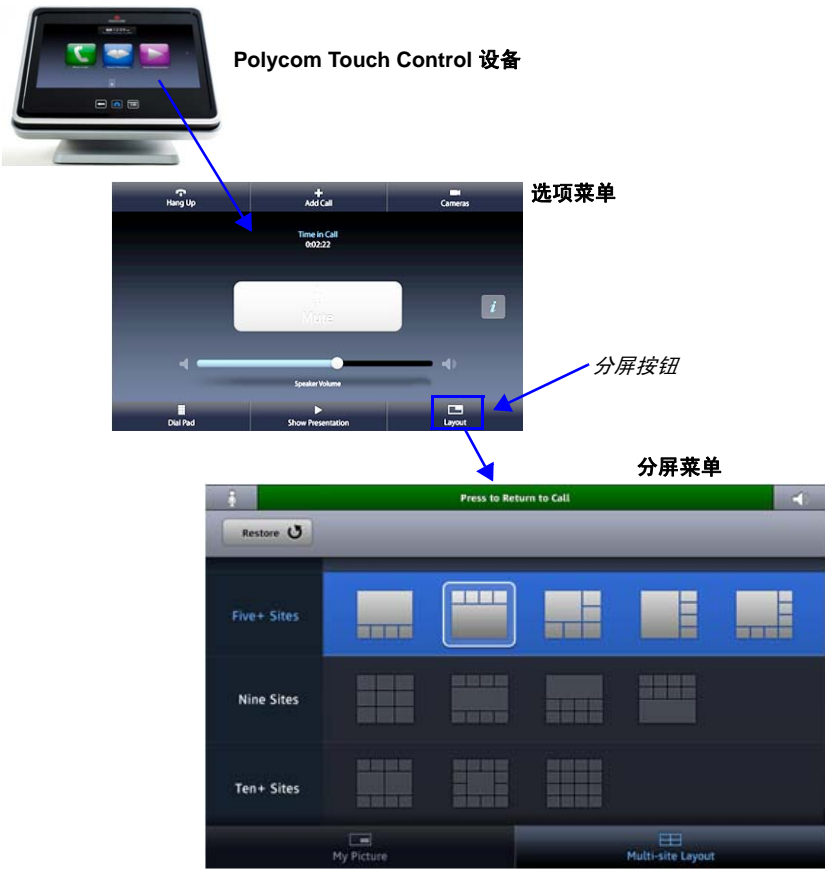 Polycom Touch Control 设备
选项菜单
Hang Up
Add Call
Cameras
Time in Call
0:02:22
Mute
i
分屏按钮
Speaker Volume
Dial Pad
Show Presentation
Layout
分屏菜单
Press to Return to Call
Restore
Five+ Sites
Nine Sites
Ten+ Sites
My Picture
Multi-site Layout